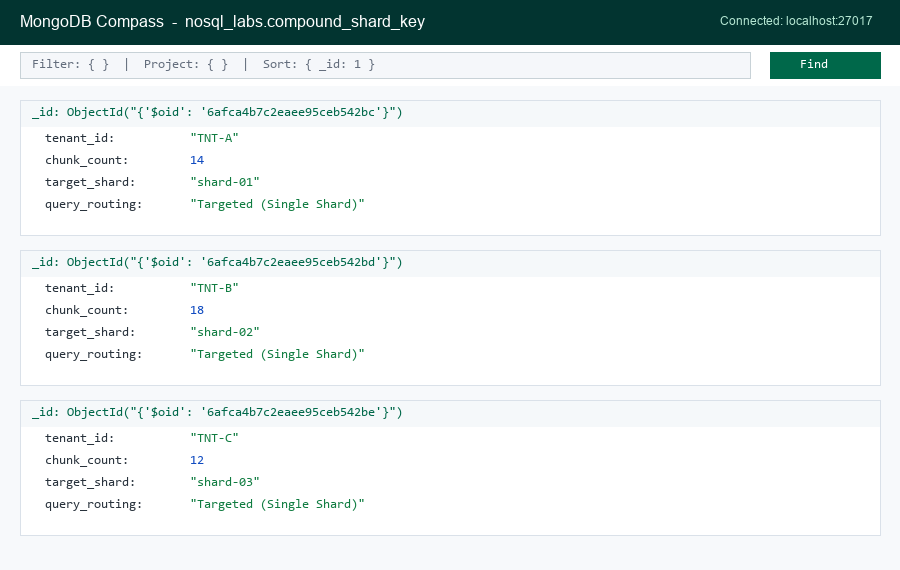 MongoDB Compass - nosql_labs.compound_shard_key
Connected: localhost:27017
Filter: { } | Project: { } | Sort: { _id: 1 }
Find
_id: ObjectId("{'$oid': '6afca4b7c2eaee95ceb542bc'}")
tenant_id: "TNT-A"
chunk_count: 14
target_shard: "shard-01"
query_routing: "Targeted (Single Shard)"
_id: ObjectId("{'$oid': '6afca4b7c2eaee95ceb542bd'}")
tenant_id: "TNT-B"
chunk_count: 18
target_shard: "shard-02"
query_routing: "Targeted (Single Shard)"
_id: ObjectId("{'$oid': '6afca4b7c2eaee95ceb542be'}")
tenant_id: "TNT-C"
chunk_count: 12
target_shard: "shard-03"
query_routing: "Targeted (Single Shard)"